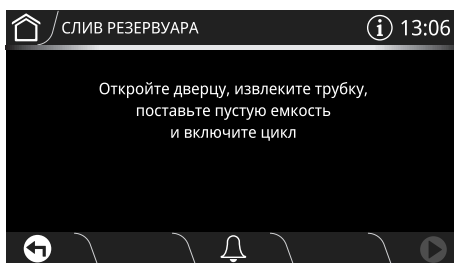 СЛИВ РЕЗЕРВУАРА
13:06
Откройте дверцу, извлеките трубку,
поставьте пустую емкость
и включите цикл